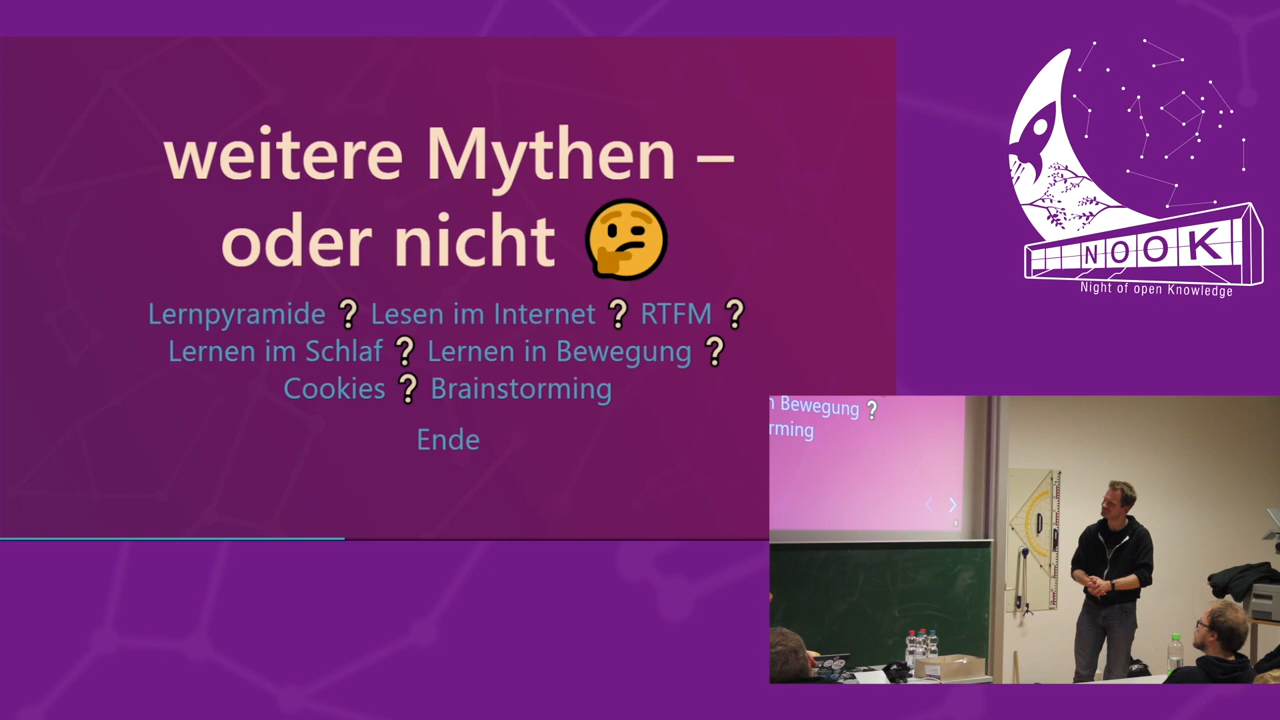 weitere Mythen –
oder nicht 🤔
Lernpyramide ❔ Lesen im Internet ❔ RTFM ❔
Lernen im Schlaf ❔ Lernen in Bewegung ❔
Cookies ❔ Brainstorming
Ende
NOOK
Night of open Knowledge
n Bewegung ❔
rming